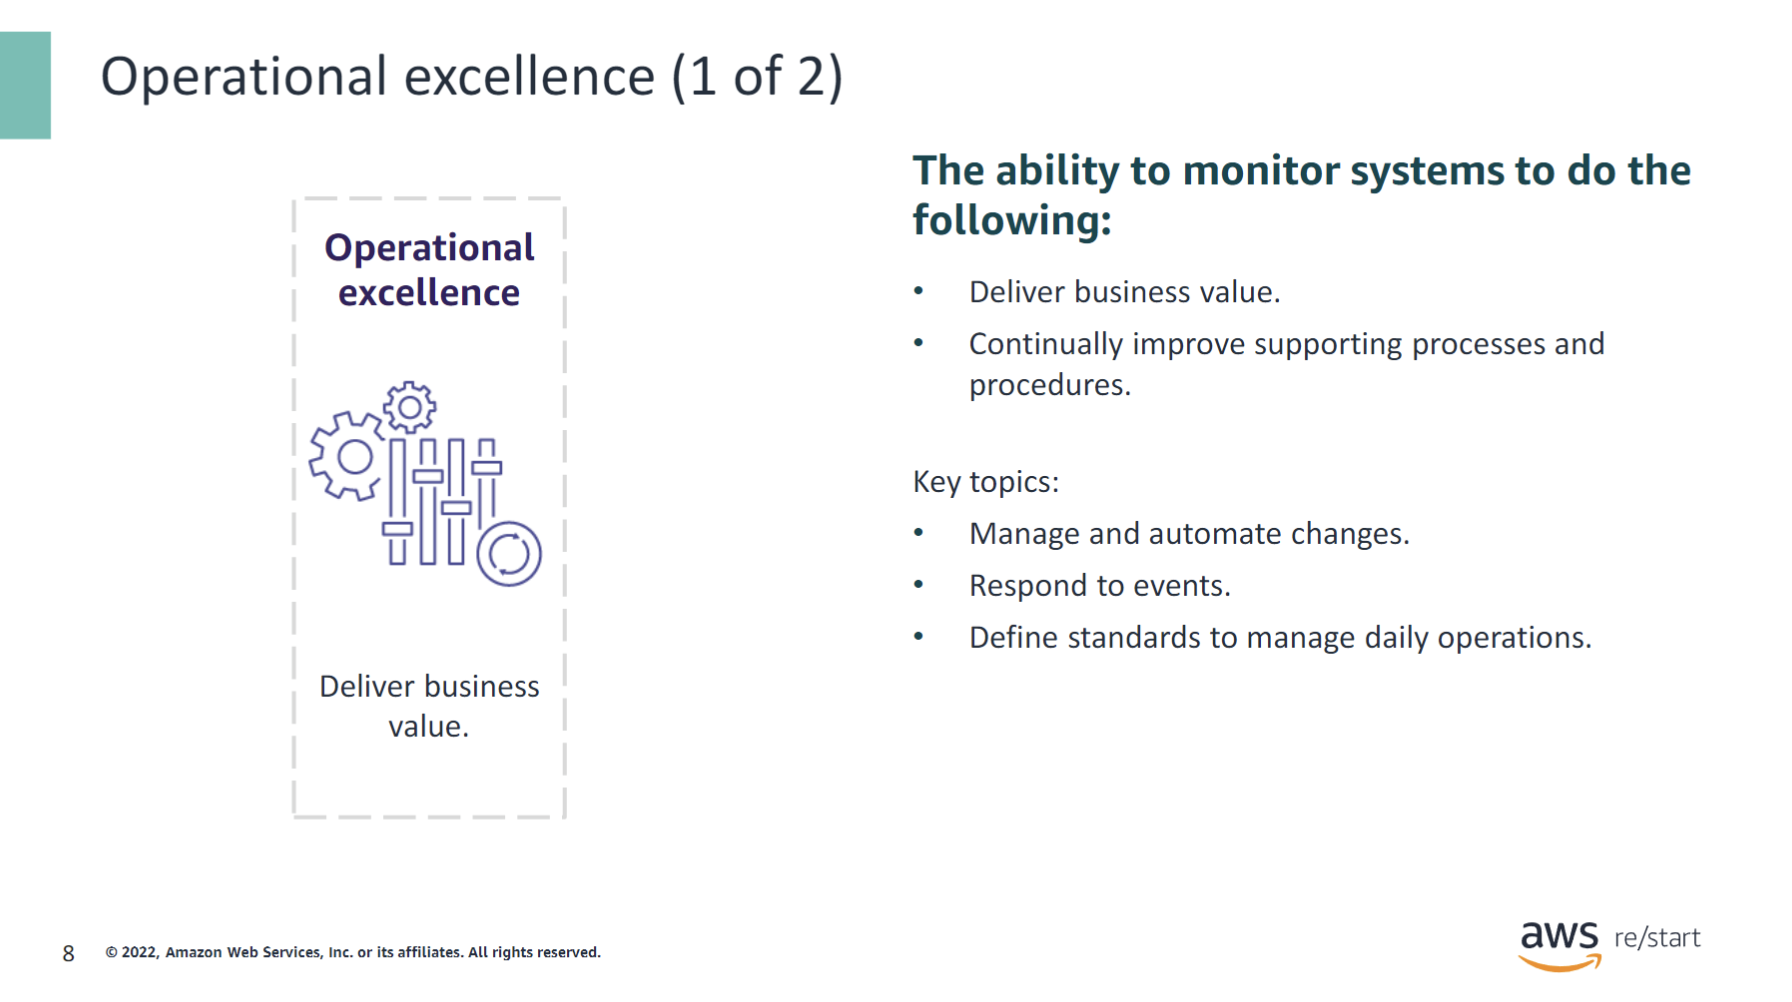 Operational excellence (1 of 2)
Operational
excellence
Deliver business
value.
The ability to monitor systems to do the
following:
• Deliver business value.
• Continually improve supporting processes and
procedures.
Key topics:
• Manage and automate changes.
• Respond to events.
• Define standards to manage daily operations.
8 © 2022, Amazon Web Services, Inc. or its affiliates. All rights reserved.
aws re/start